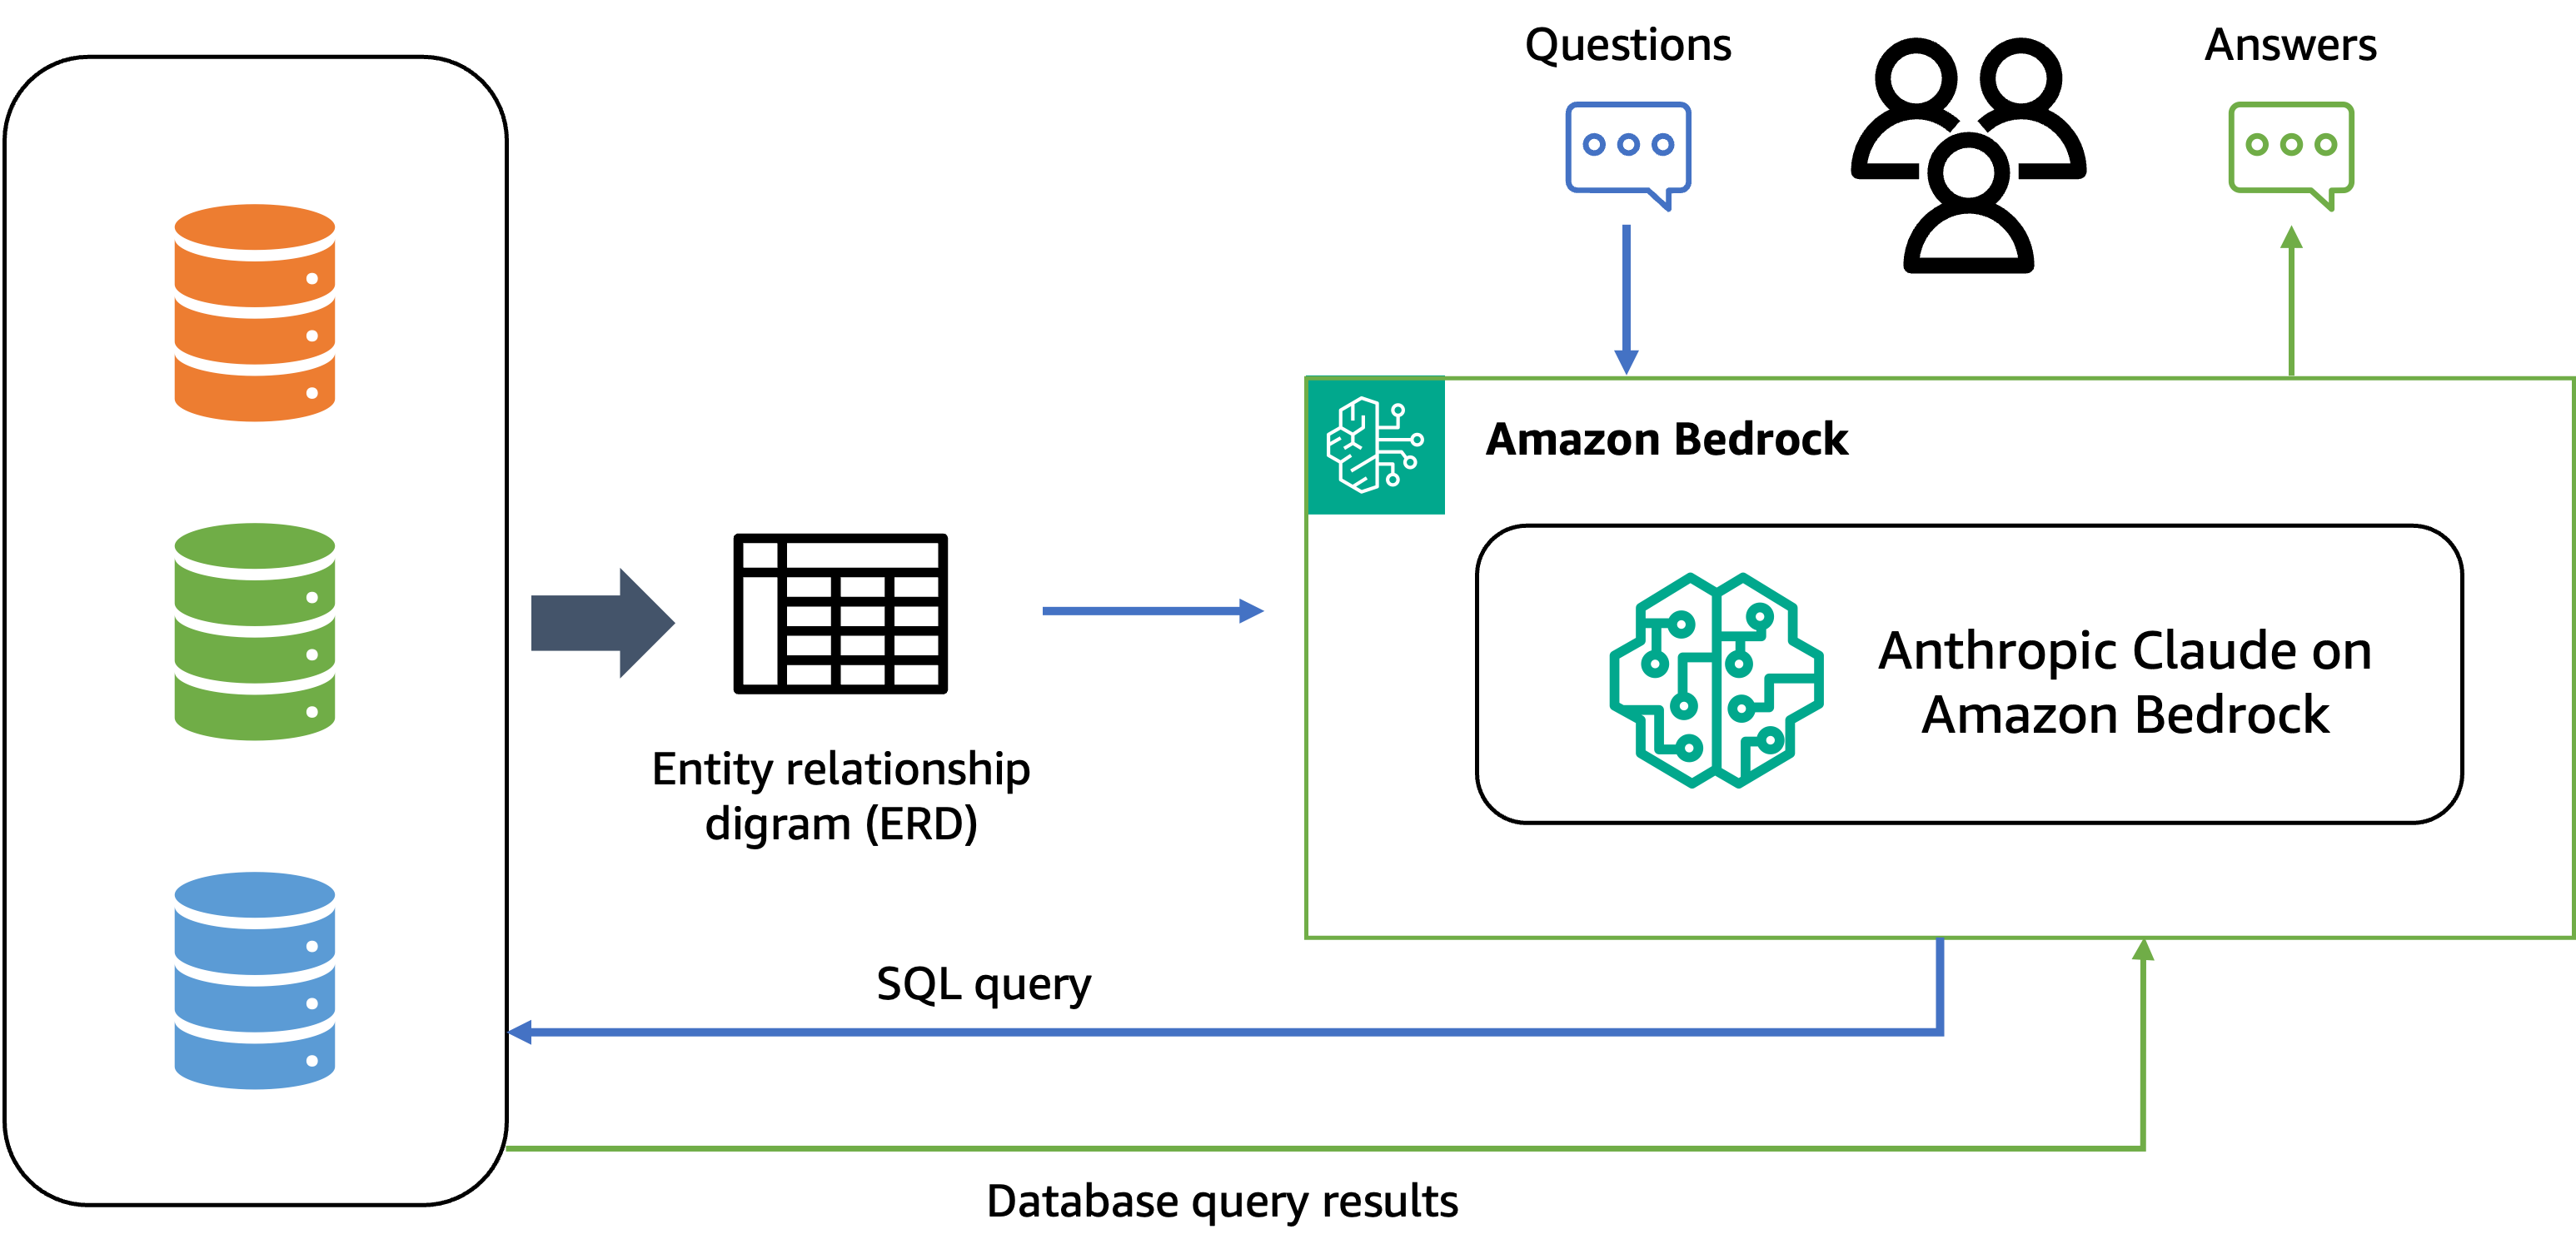 Questions
Answers
Amazon Bedrock
Anthropic Claude on
Amazon Bedrock
Entity relationship
digram (ERD)
SQL query
Database query results